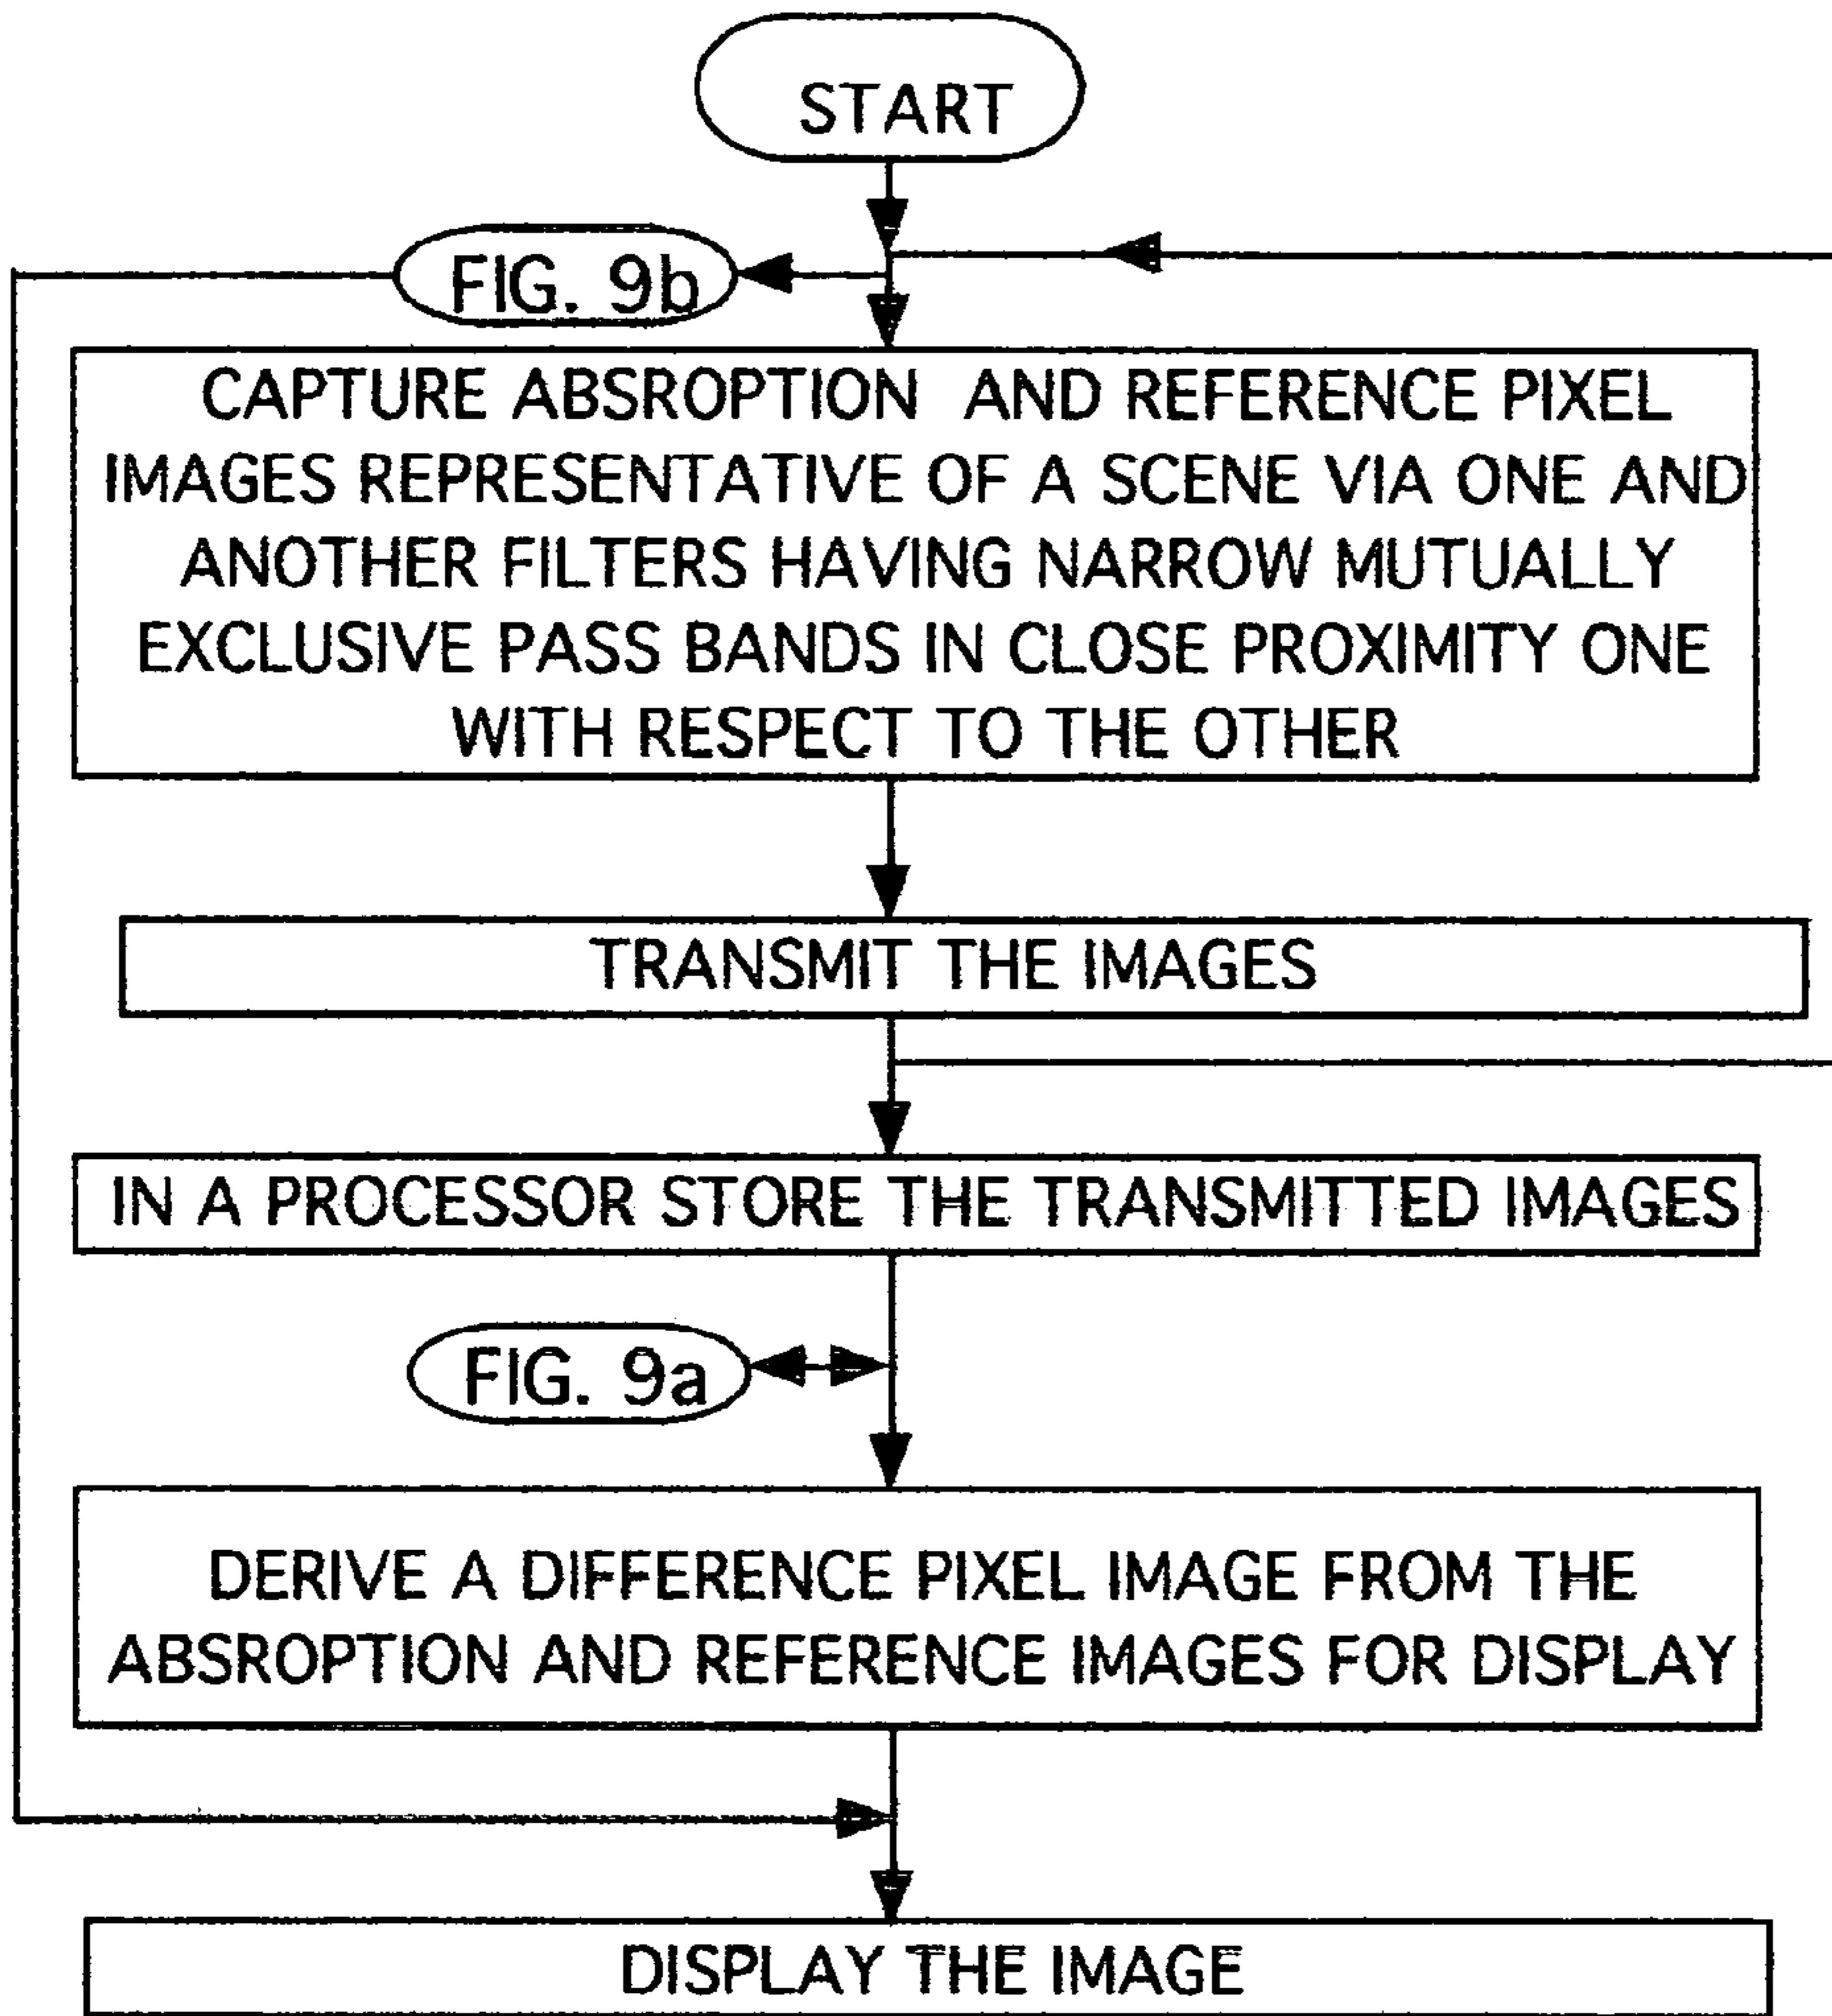 START
FIG. 9b
CAPTURE ABSROPTION AND REFERENCE PIXEL
IMAGES REPRESENTATIVE OF A SCENE VIA ONE AND
ANOTHER FILTERS HAVING NARROW MUTUALLY
EXCLUSIVE PASS BANDS IN CLOSE PROXIMITY ONE
WITH RESPECT TO THE OTHER
TRANSMIT THE IMAGES
IN A PROCESSOR STORE THE TRANSMITTED IMAGES
FIG. 9a
DERIVE A DIFFERENCE PIXEL IMAGE FROM THE
ABSROPTION AND REFERENCE IMAGES FOR DISPLAY
DISPLAY THE IMAGE